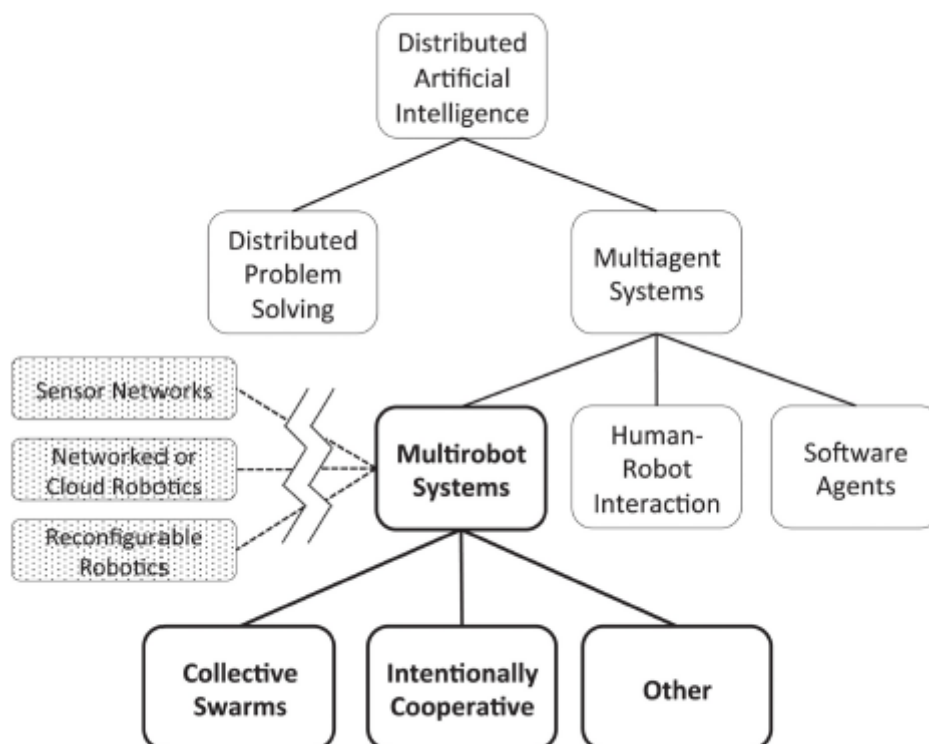 Distributed
Artificial
Intelligence
Distributed
Problem
Solving
Multiagent
Systems
Sensor Networks
Networked or
Cloud Robotics
Reconfigurable
Robotics
Multirobot
Systems
Human-
Robot
Interaction
Software
Agents
Collective
Swarms
Intentionally
Cooperative
Other